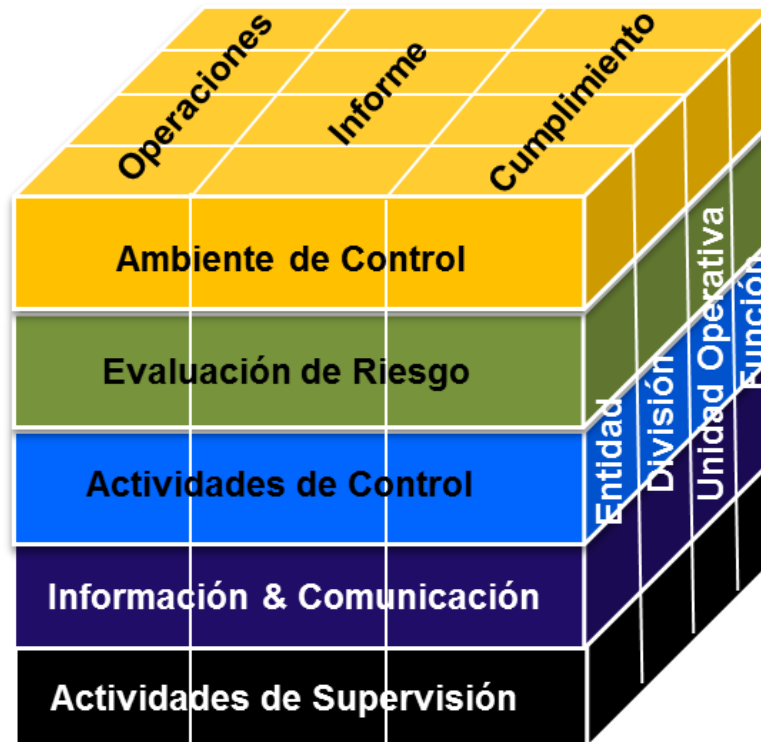 Operaciones
Informe
Cumplimiento
Ambiente de Control
Evaluación de Riesgo
Actividades de Control
Información & Comunicación
Actividades de Supervisión
Entidad
División
Unidad Operativa
Función